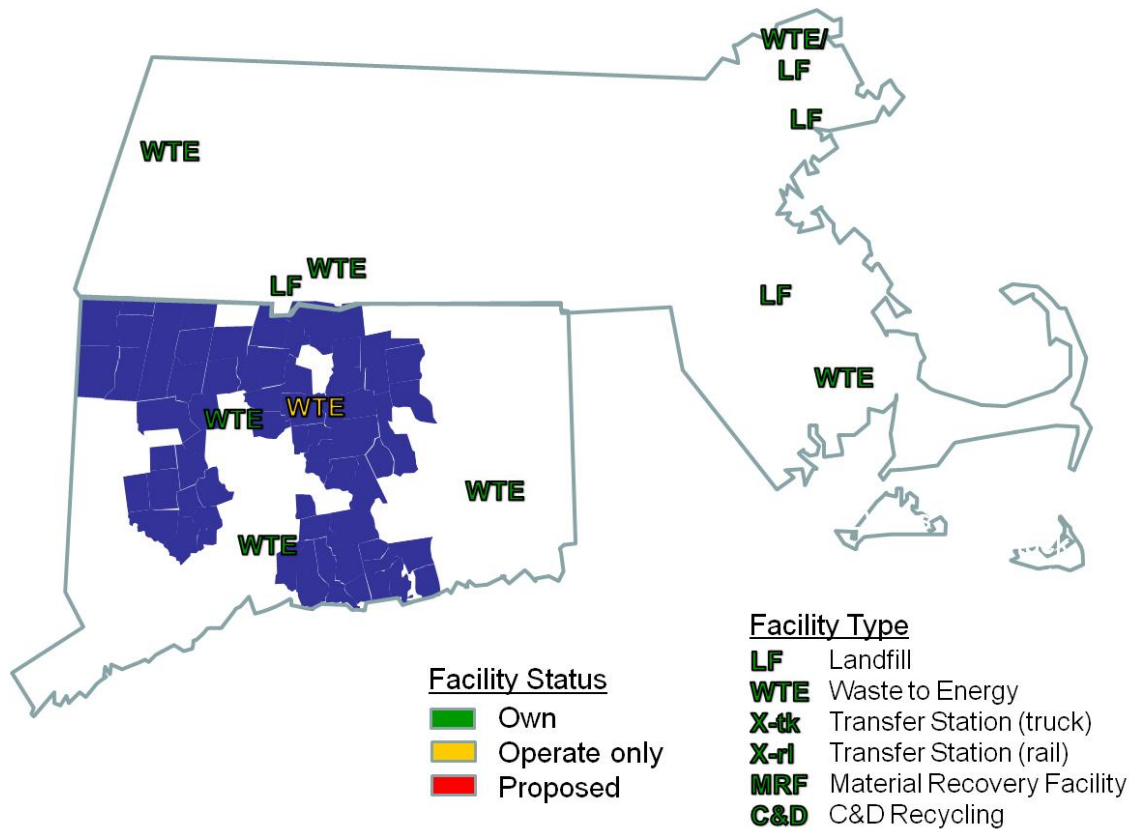 WTE/
LF
LF
WTE
WTE
LF
LF
WTE
WTE
WTE
WTE
WTE
Facility Status
Own
Operate only
Proposed
Facility Type
LF Landfill
WTE Waste to Energy
X-tk Transfer Station (truck)
X-rl Transfer Station (rail)
MRF Material Recovery Facility
C&D C&D Recycling